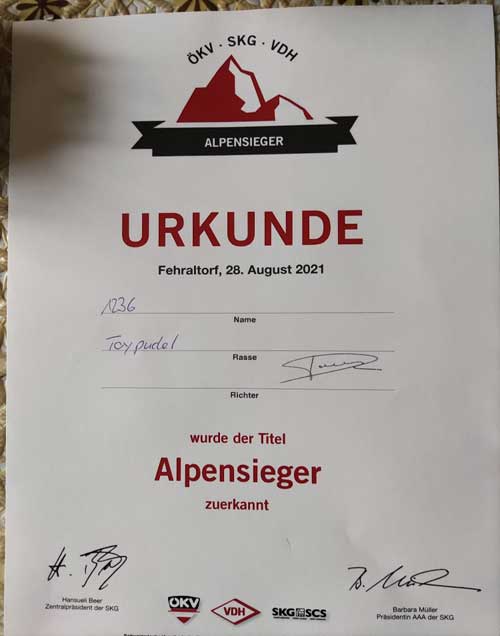 ÖKV · SKG · VDH
ALPENSIEGER
URKUNDE
Fehraltorf, 28. August 2021
1236
Name
Toypudel
Rasse
Richter
wurde der Titel
Alpensieger
zuerkannt
Hansueli Beer
Zentralpräsident der SKG
ÖKV
VDH
SKG SCS
Barbara Müller
Präsidentin AAA der SKG